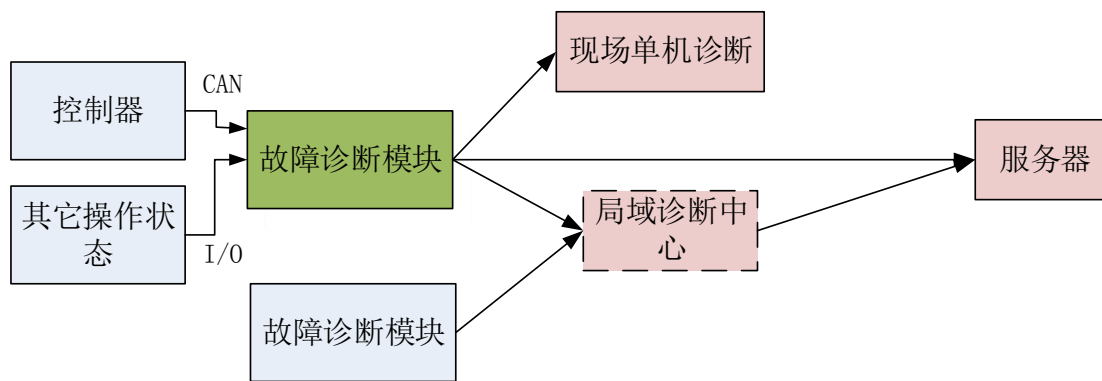 现场单机诊断
CAN
控制器
故障诊断模块
服务器
其它操作状
态
I/O
局域诊断中
心
故障诊断模块